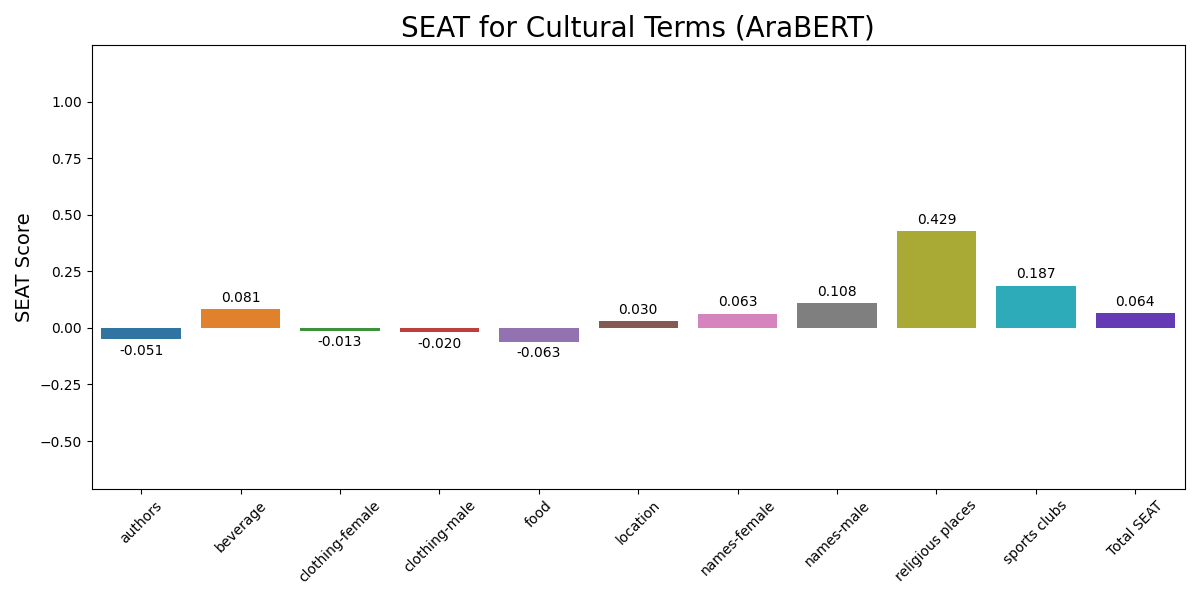 SEAT for Cultural Terms (AraBERT)
SEAT Score
1.00
0.75
0.50
0.25
0.00
−0.25
−0.50
-0.051
0.081
-0.013
-0.020
-0.063
0.030
0.063
0.108
0.429
0.187
0.064
authors
beverage
clothing-female
clothing-male
food
location
names-female
names-male
religious places
sports clubs
Total SEAT